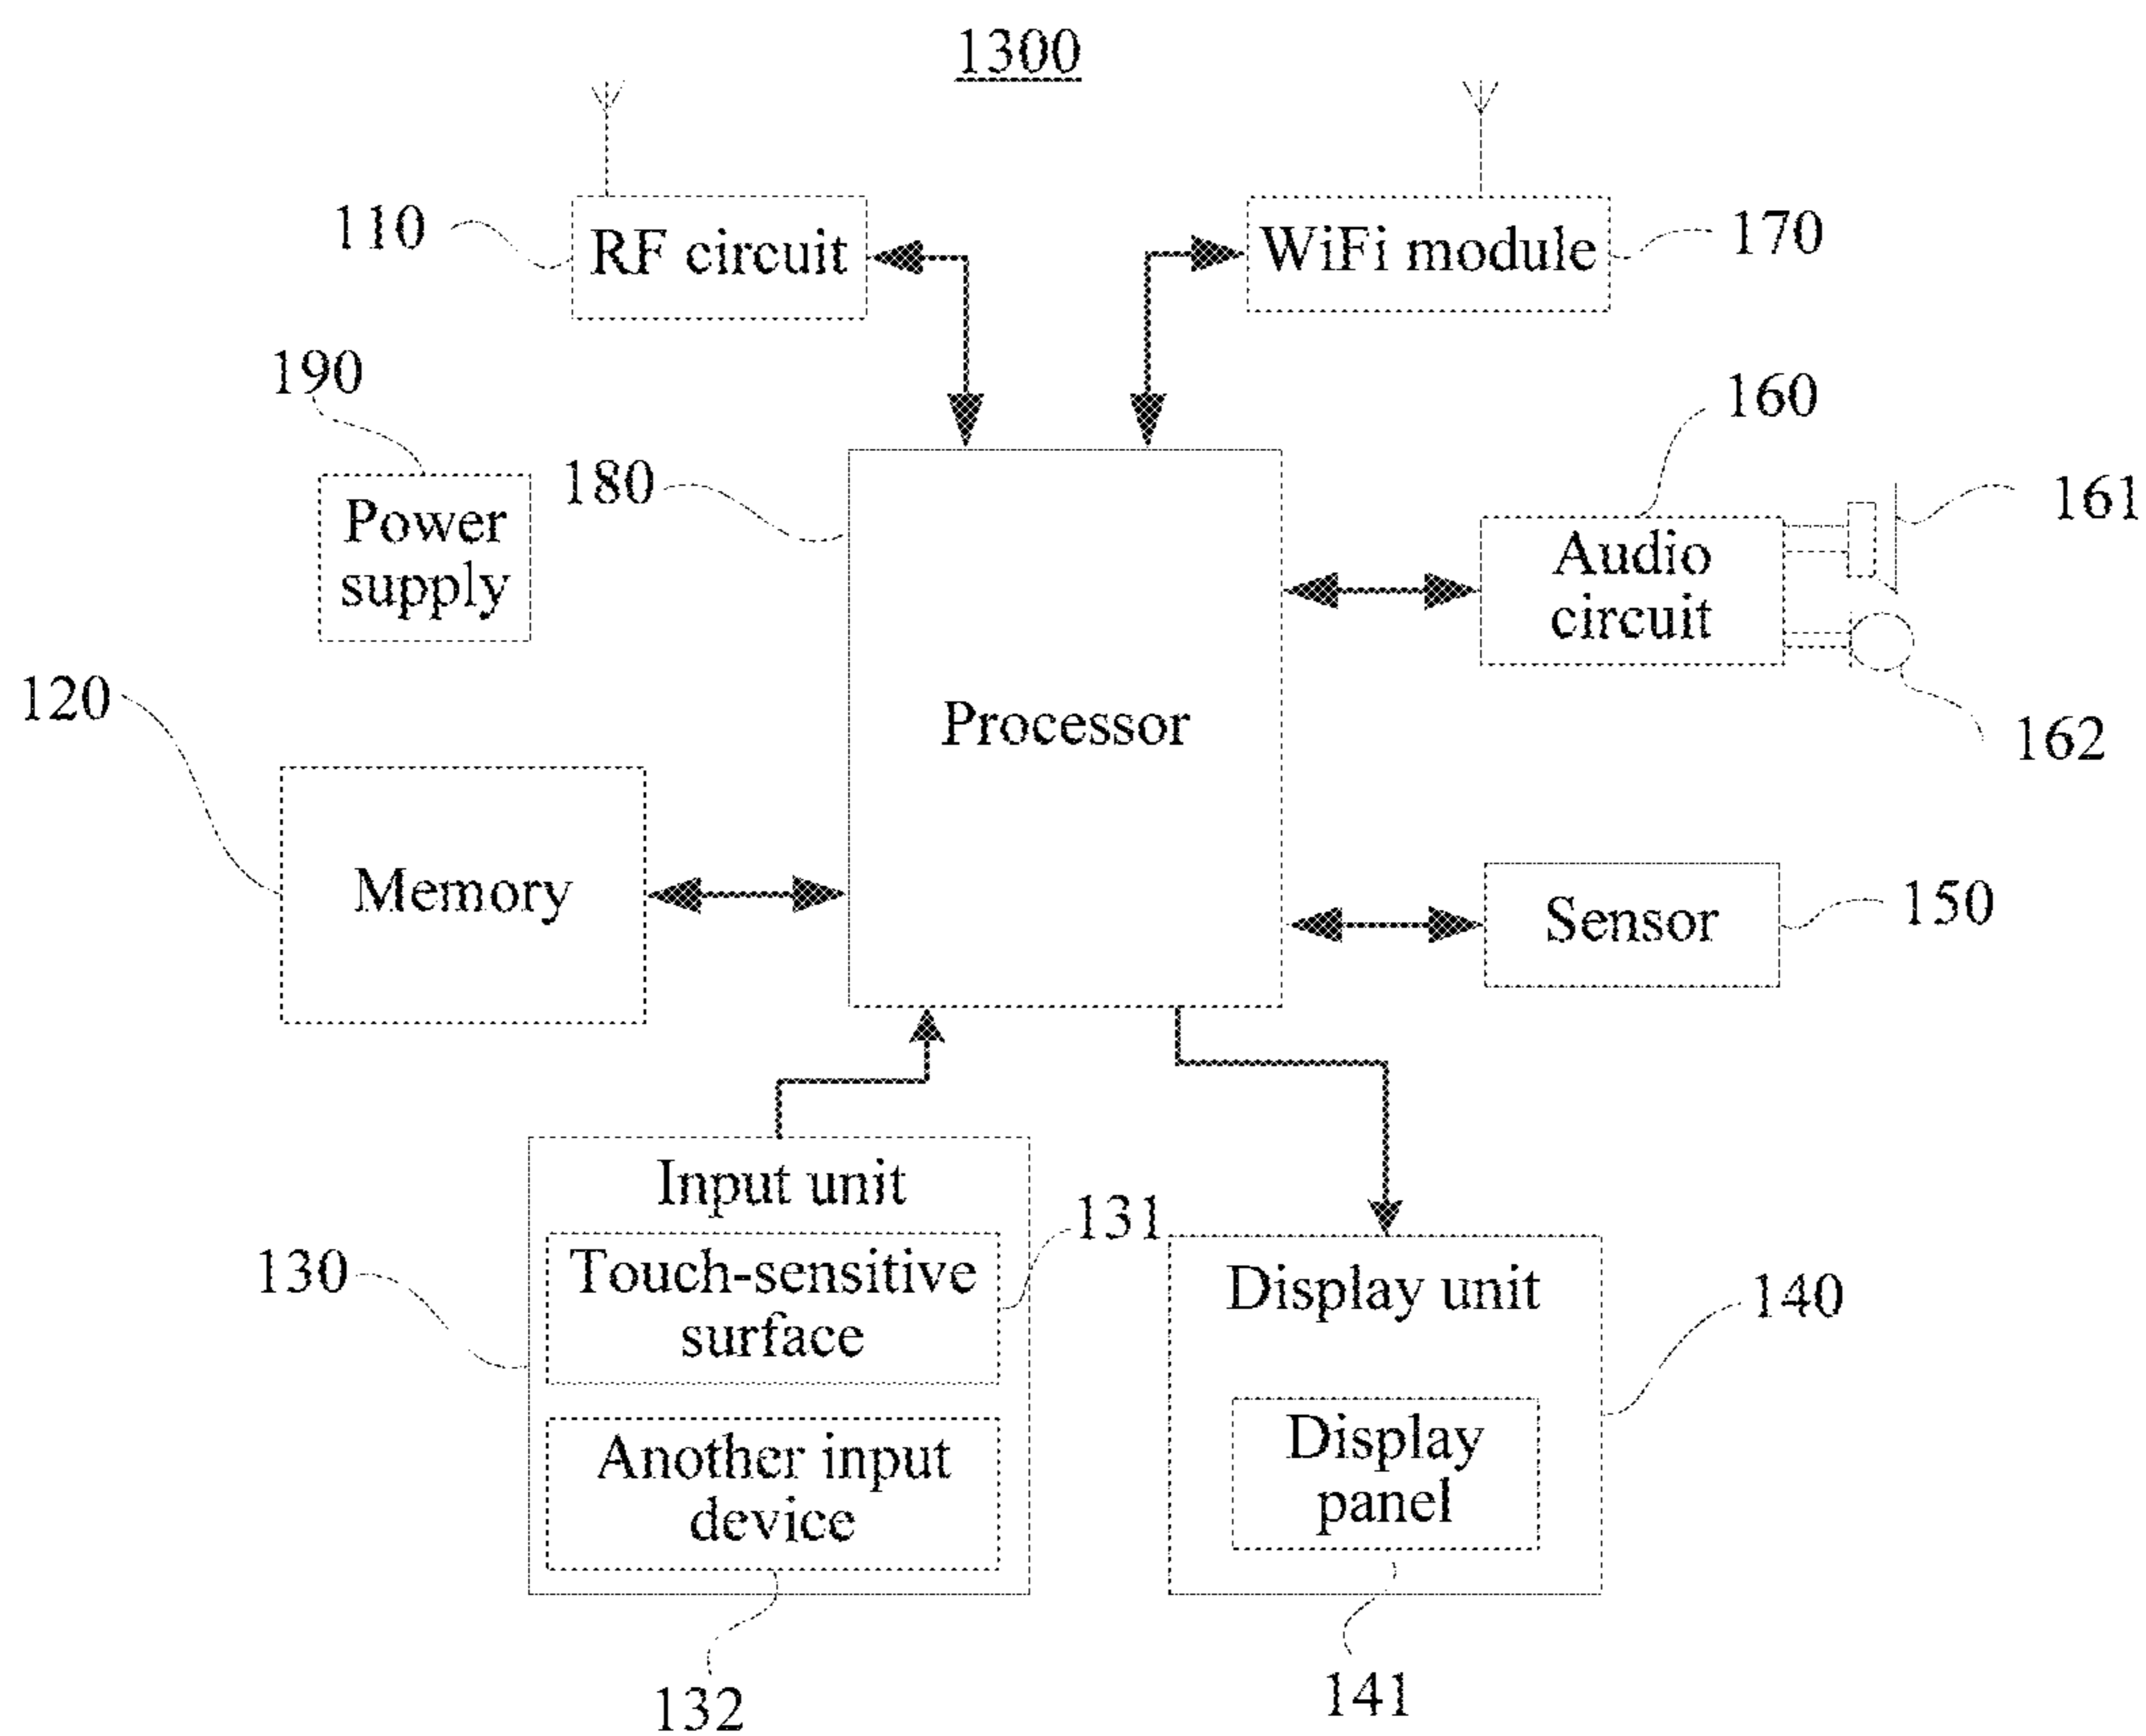 1300
110
RF circuit
WiFi module
170
190
Power
supply
180
160
161
Audio
circuit
162
Processor
120
Memory
Sensor
150
Input unit
131
Touch-sensitive
surface
130
Another input
device
132
Display unit
140
Display
panel
141